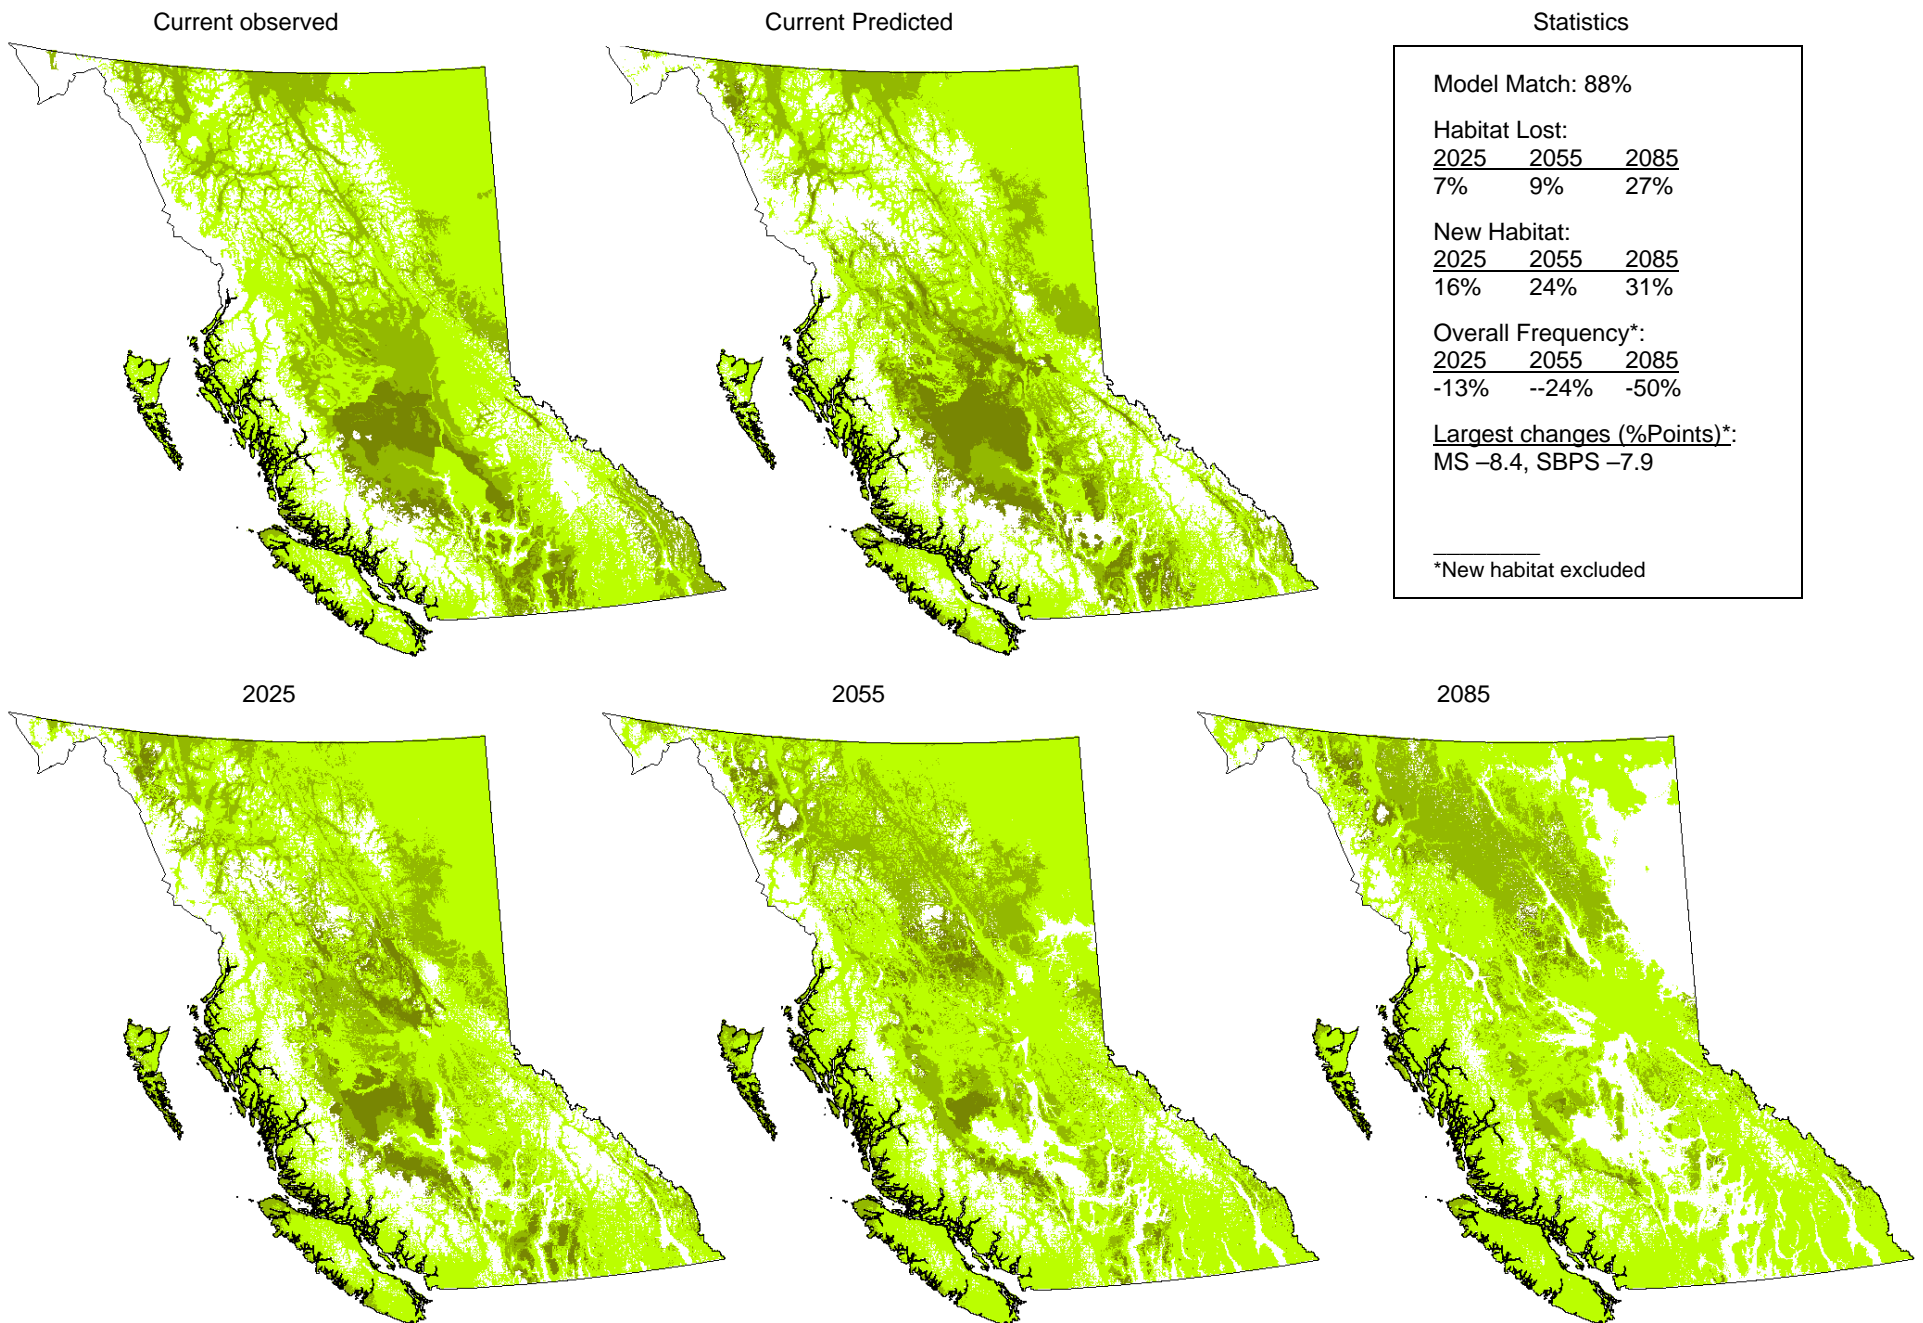 Current observed
Current Predicted
Statistics
Model Match: 88%
Habitat Lost:
2025 2055 2085
7% 9% 27%
New Habitat:
2025 2055 2085
16% 24% 31%
Overall Frequency*:
2025 2055 2085
-13% --24% -50%
Largest changes (%Points)*:
MS –8.4, SBPS –7.9
*New habitat excluded
2025
2055
2085